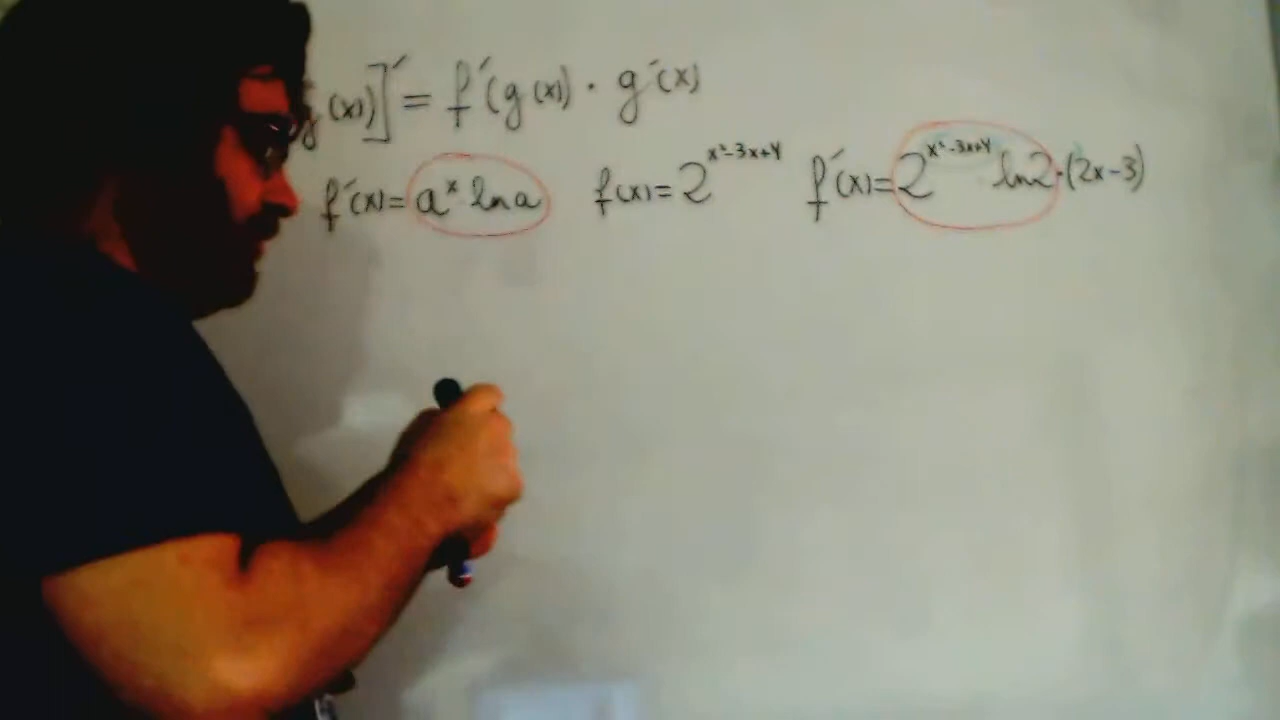 g(x))]´ = f´(g(x)) · g´(x)
f´(x)= aˣ ln a f(x)= 2^x²-3x+4 f´(x)= 2^x²-3x+4 ln2·(2x-3)